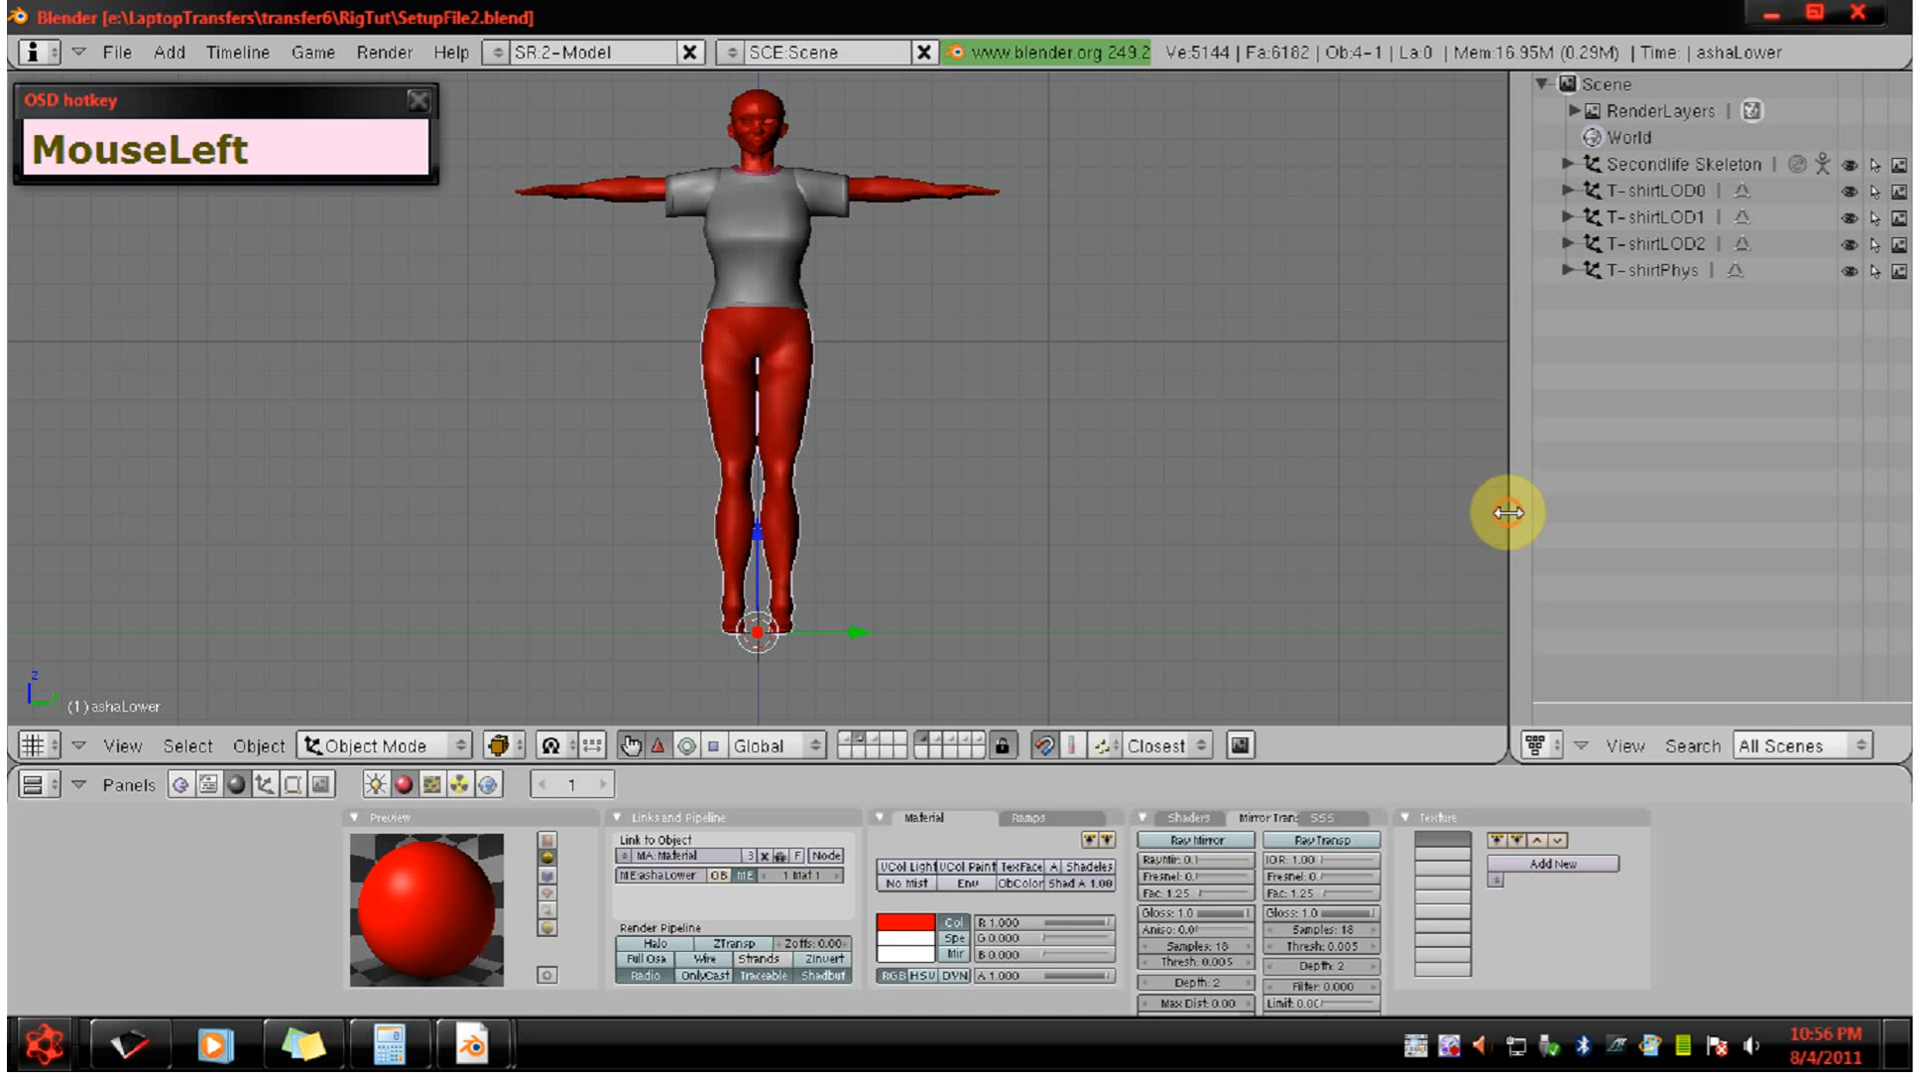 Blender [e:\LaptopTransfers\transfer6\RigTut\SetupFile2.blend]
File Add Timeline Game Render Help SR:2-Model SCE:Scene www.blender.org 249.2 Ve:5144 | Fa:6182 | Ob:4-1 | La:0 | Mem:16.95M (0.29M) | Time: | ashaLower
OSD hotkey
MouseLeft
Scene
RenderLayers |
World
Secondlife Skeleton |
T-shirtLOD0 |
T-shirtLOD1 |
T-shirtLOD2 |
T-shirtPhys |
z
(1) ashaLower
View Select Object Object Mode Global Closest
View Search All Scenes
Panels 1
Preview
Links and Pipeline
Link to Object
MA:Material 3 F Node
ME:ashaLower OB ME 1 Mat 1
Render Pipeline
Halo ZTransp Zoffs: 0.00
Full Osa Wire Strands ZInvert
Radio OnlyCast Traceable Shadbuf
Material Ramps
VCol Light VCol Paint TexFace A Shadeles
No Mist Env ObColor Shad A 1.00
Col R 1.000
Spe G 0.000
Mir B 0.000
RGB HSV DYN A 1.000
Shaders Mirror Tran SSS
Ray Mirror Ray Transp
RayMir: 0. IOR: 1.00
Fresnel: 0. Fresnel: 0.
Fac: 1.25 Fac: 1.25
Gloss: 1.0 Gloss: 1.0
Aniso: 0.0 Samples: 18
Samples: 18 Thresh: 0.005
Thresh: 0.005 Depth: 2
Depth: 2 Filter: 0.000
Max Dist: 0.00 Limit: 0.00
Texture
Add New
10:56 PM
8/4/2011